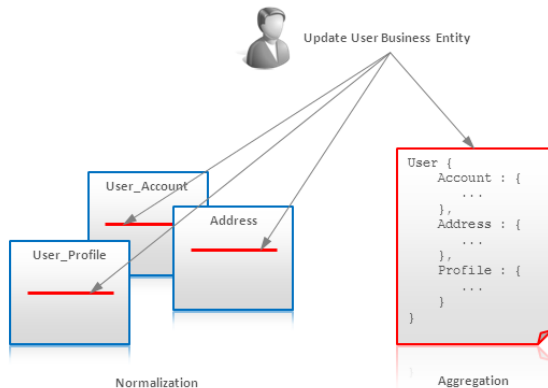 Update User Business Entity
User_Account
Address
User_Profile
User {
Account : {
...
},
Address : {
...
},
Profile : {
...
}
}
Normalization
Aggregation